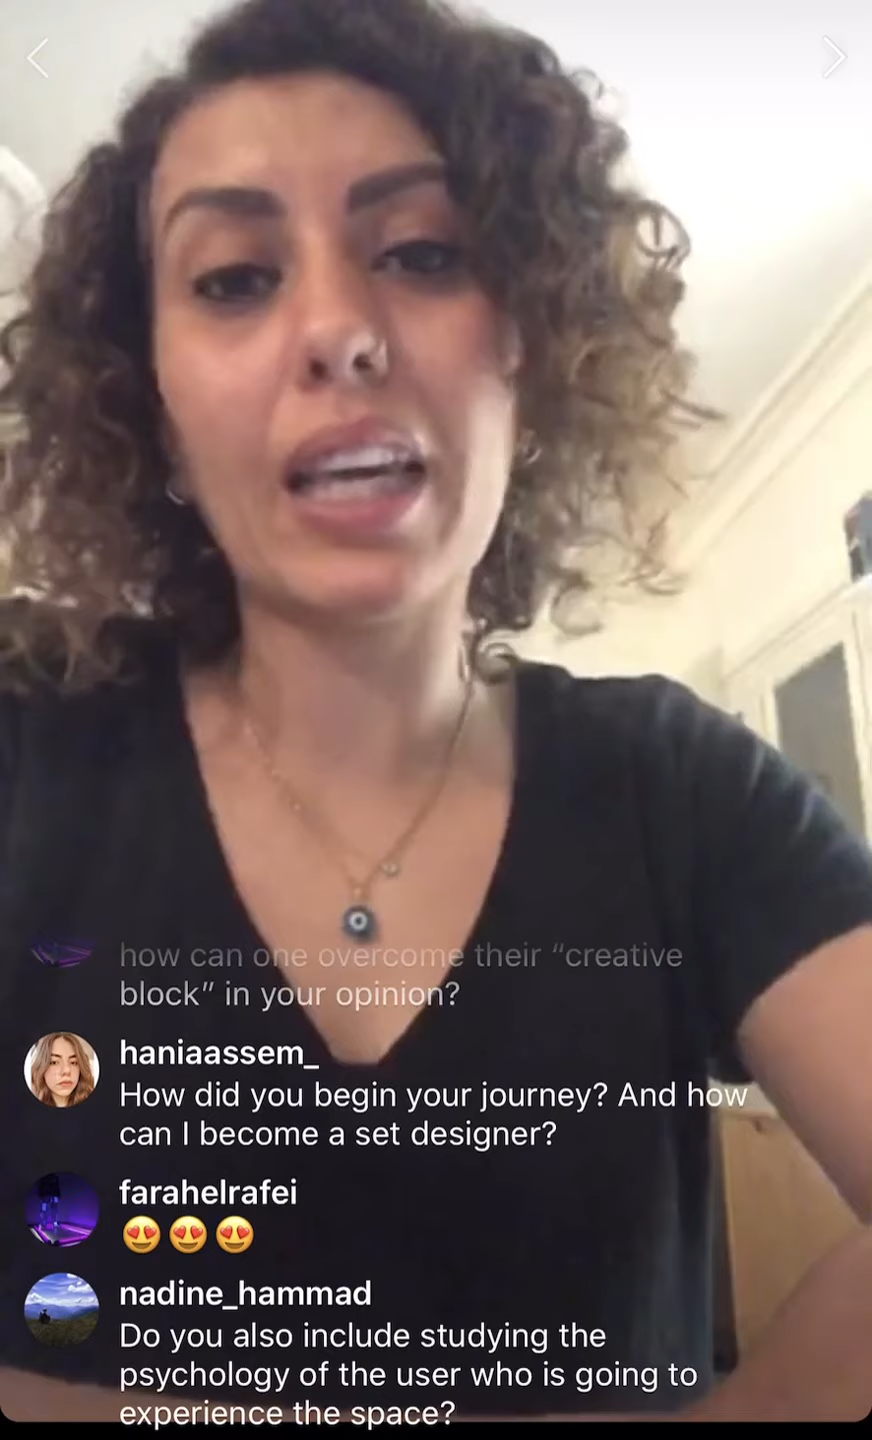 how can one overcome their “creative
block” in your opinion?
haniaassem_
How did you begin your journey? And how
can I become a set designer?
farahelrafei
😍😍😍
nadine_hammad
Do you also include studying the
psychology of the user who is going to
experience the space?